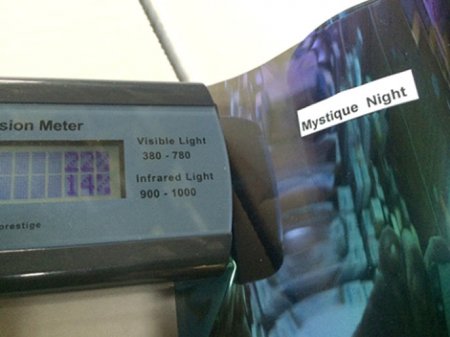 sion Meter
Visible Light
380 - 780
Infrared Light
900 - 1000
prestige
Mystique Night